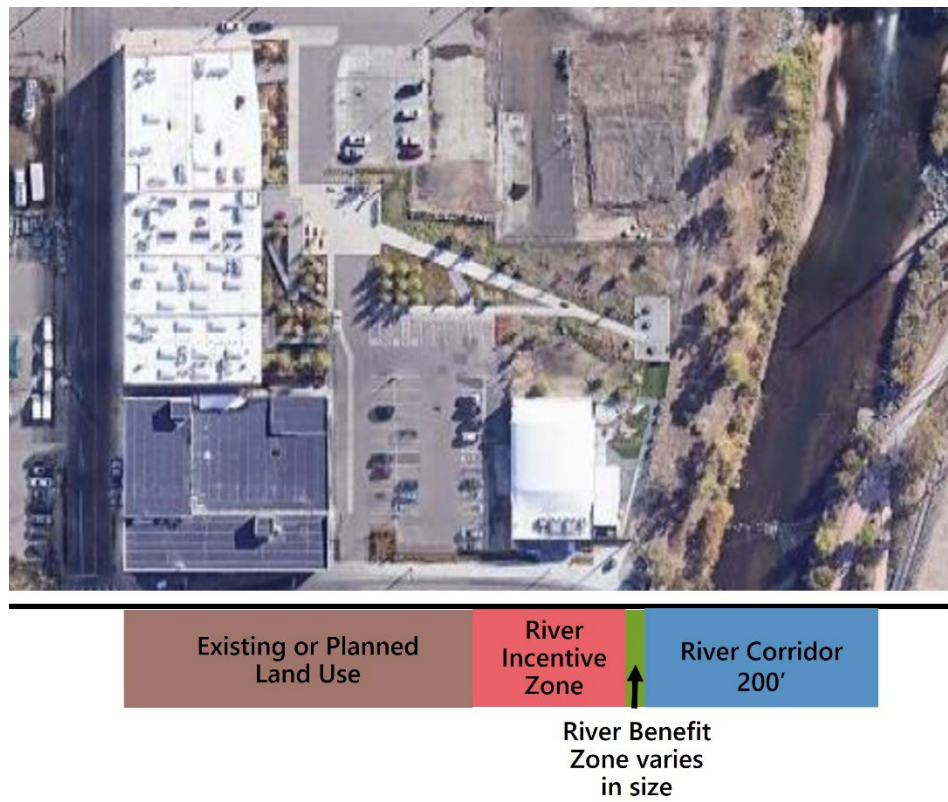 Existing or Planned
Land Use
River
Incentive
Zone
River Corridor
200'
River Benefit
Zone varies
in size